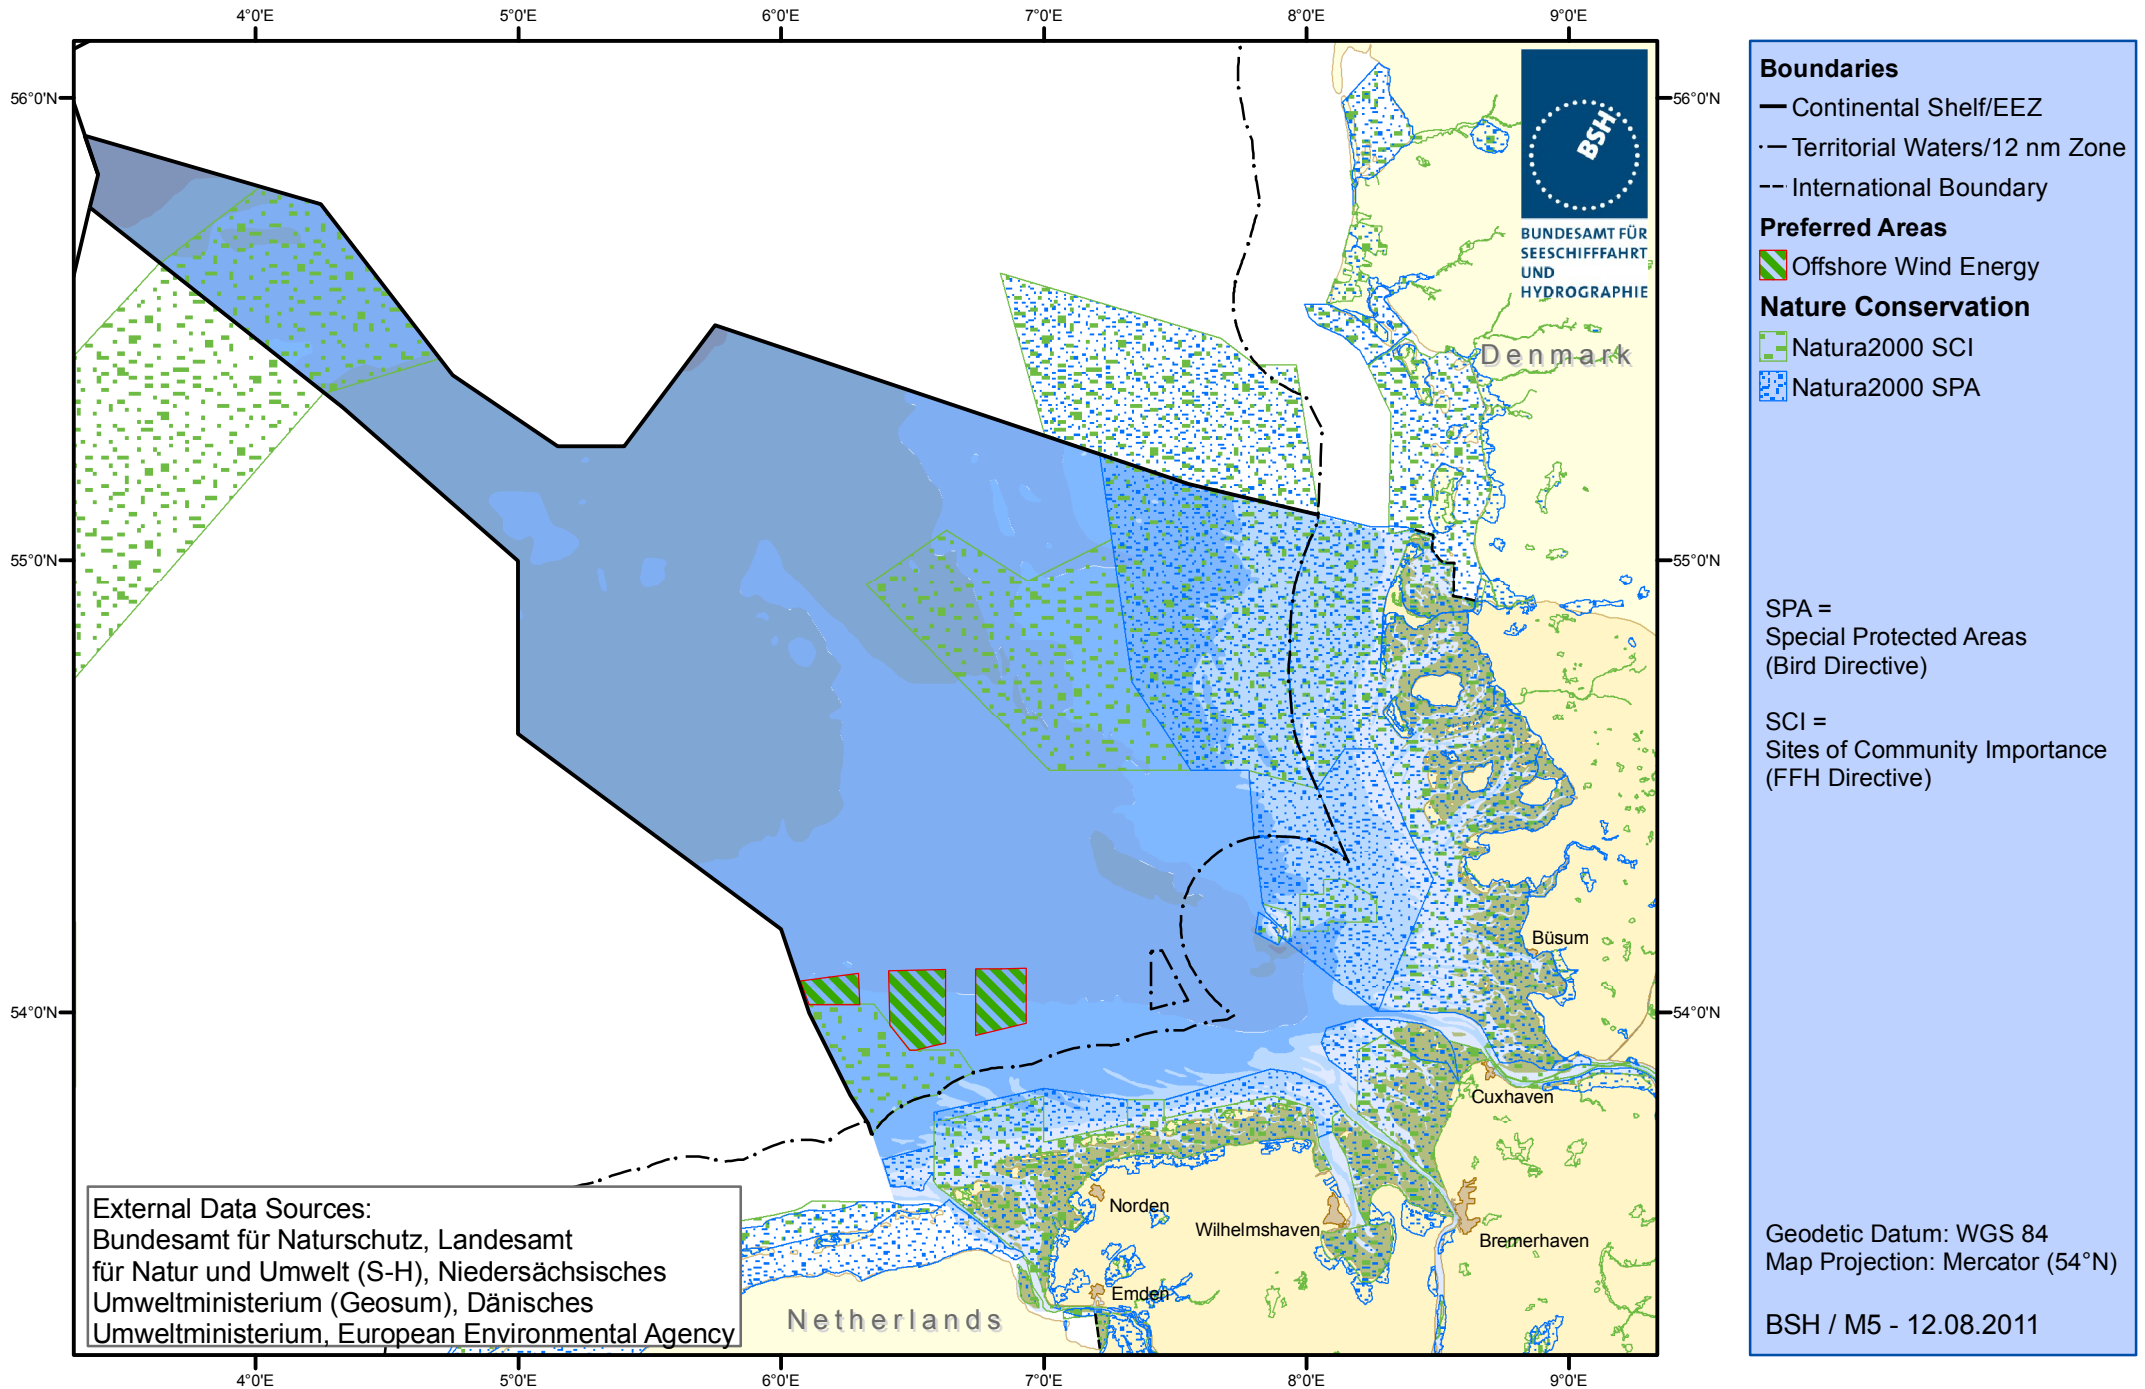 4°0'E
5°0'E
6°0'E
7°0'E
8°0'E
9°0'E
56°0'N
56°0'N
55°0'N
55°0'N
54°0'N
54°0'N
BSH
BUNDESAMT FÜR
SEESCHIFFFAHRT
UND
HYDROGRAPHIE
Denmark
Büsum
Cuxhaven
Norden
Wilhelmshaven
Bremerhaven
Emden
Netherlands
External Data Sources:
Bundesamt für Naturschutz, Landesamt
für Natur und Umwelt (S-H), Niedersächsisches
Umweltministerium (Geosum), Dänisches
Umweltministerium, European Environmental Agency
4°0'E
5°0'E
6°0'E
7°0'E
8°0'E
9°0'E
Boundaries
Continental Shelf/EEZ
Territorial Waters/12 nm Zone
International Boundary
Preferred Areas
Offshore Wind Energy
Nature Conservation
Natura2000 SCI
Natura2000 SPA
SPA =
Special Protected Areas
(Bird Directive)
SCI =
Sites of Community Importance
(FFH Directive)
Geodetic Datum: WGS 84
Map Projection: Mercator (54°N)
BSH / M5 - 12.08.2011